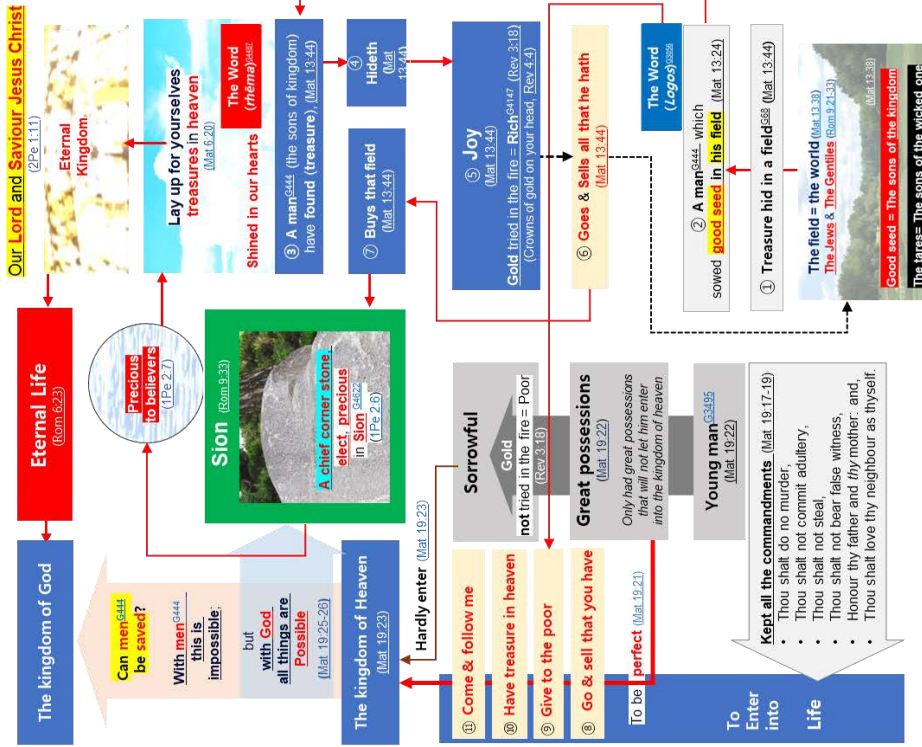 The kingdom of God
Eternal Life
(Rom 6:23)
Our Lord and Saviour Jesus Christ
(2Pe 1:11)
Eternal
Kingdom
Can men G444
be saved?
With men G444
this is
impossible;
but
with God
all things are
Possible
(Mat 19:25-26)
The kingdom of Heaven
(Mat 19:23)
Precious
to believers
(1Pe 2:7)
Lay up for yourselves
treasures in heaven
(Mat 6:20)
The Word
(rhēma)G4487
Shined in our hearts
Sion (Rom 9:33)
A chief corner stone,
elect, precious
in Sion G4622
(1Pe 2:6)
③ A manG444 (the sons of kingdom)
have found (treasure), (Mat 13:44)
④
Hideth
(Mat
13:44)
⑦ Buys that field
(Mat 13:44)
⑤ Joy
(Mat 13:44)
Gold tried in the fire = RichG4147 (Rev 3:18)
(Crowns of gold on your head, Rev 4:4)
⑥ Goes & Sells all that he hath
(Mat 13:44)
Hardly enter (Mat 19:23)
⑪ Come & follow me
⑩ Have treasure in heaven
⑨ Give to the poor
⑧ Go & sell that you have
To be perfect (Mat 19:21)
Sorrowful
Gold
not tried in the fire = Poor
(Rev 3:18)
Great possessions
(Mat 19:22)
Only had great possessions
that will not let him enter
into the kingdom of heaven
Young manG3495
(Mat 19:22)
The Word
(Logos)G3056
② A manG444 which
sowed good seed in his field (Mat 13:24)
① Treasure hid in a fieldG68 (Mat 13:44)
The field = the world (Mat 13:38)
The Jews & The Gentiles (Rom 9:21-33)
(Mat 13:38)
Good seed = The sons of the kingdom
The tares= The sons of the wicked one
To
Enter
into
Life
Kept all the commandments (Mat 19:17-19)
• Thou shalt do no murder,
• Thou shalt not commit adultery,
• Thou shalt not steal,
• Thou shalt not bear false witness,
• Honour thy father and thy mother: and,
• Thou shalt love thy neighbour as thyself.